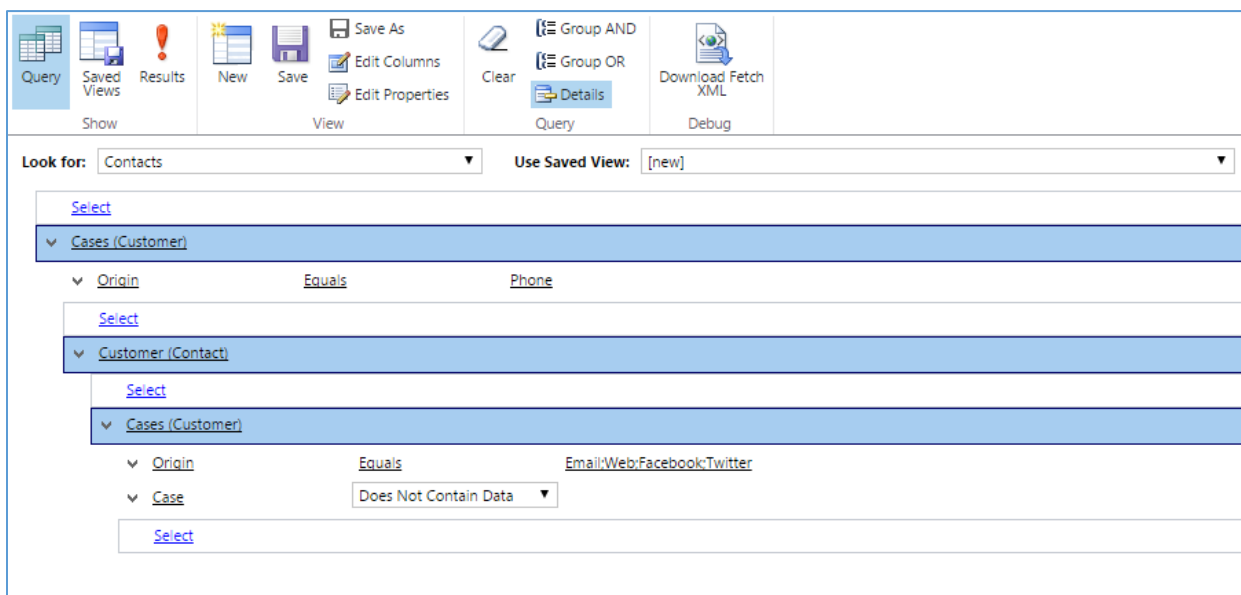 Query
Saved Views
Results
Show
New
Save
Save As
Edit Columns
Edit Properties
View
Clear
Group AND
Group OR
Details
Query
Download Fetch XML
Debug
Look for: Contacts Use Saved View: [new]
Select
Cases (Customer)
Origin Equals Phone
Select
Customer (Contact)
Select
Cases (Customer)
Origin Equals Email;Web;Facebook;Twitter
Case Does Not Contain Data
Select